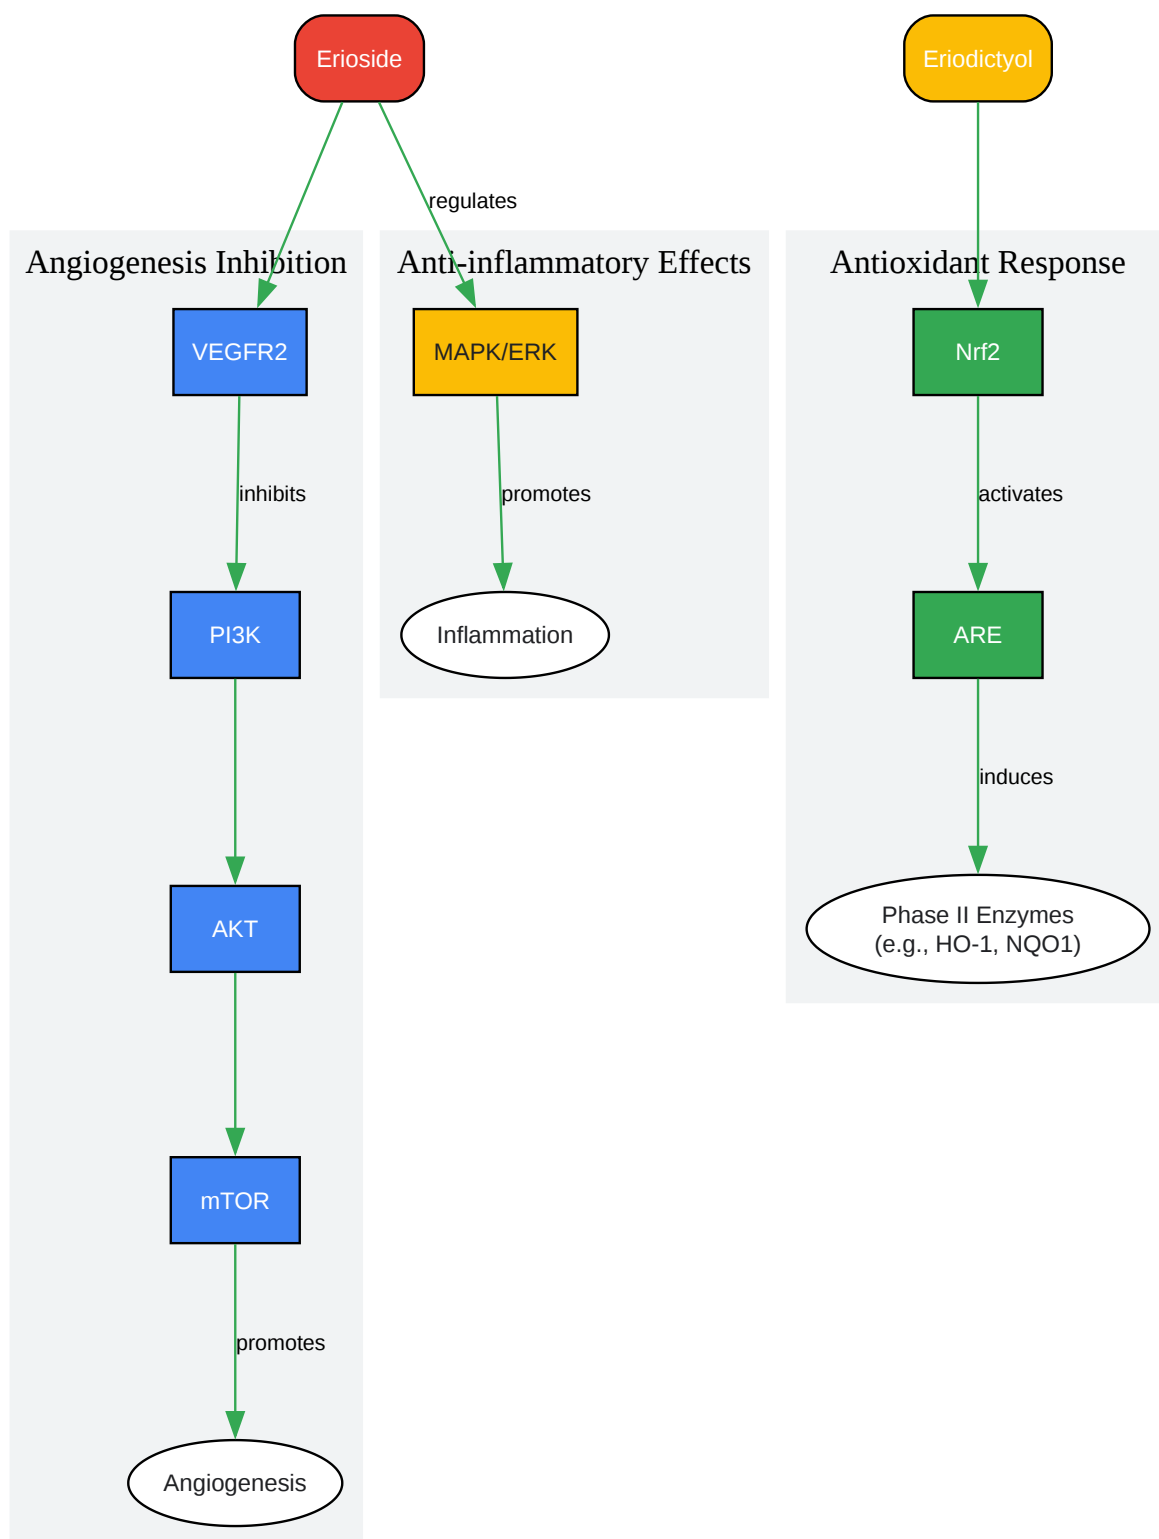 Erioside
Eriodictyol
regulates
Angiogenesis Inhibition
Anti-inflammatory Effects
Antioxidant Response
VEGFR2
MAPK/ERK
Nrf2
inhibits
promotes
activates
PI3K
Inflammation
ARE
induces
AKT
Phase II Enzymes
(e.g., HO-1, NQO1)
mTOR
promotes
Angiogenesis